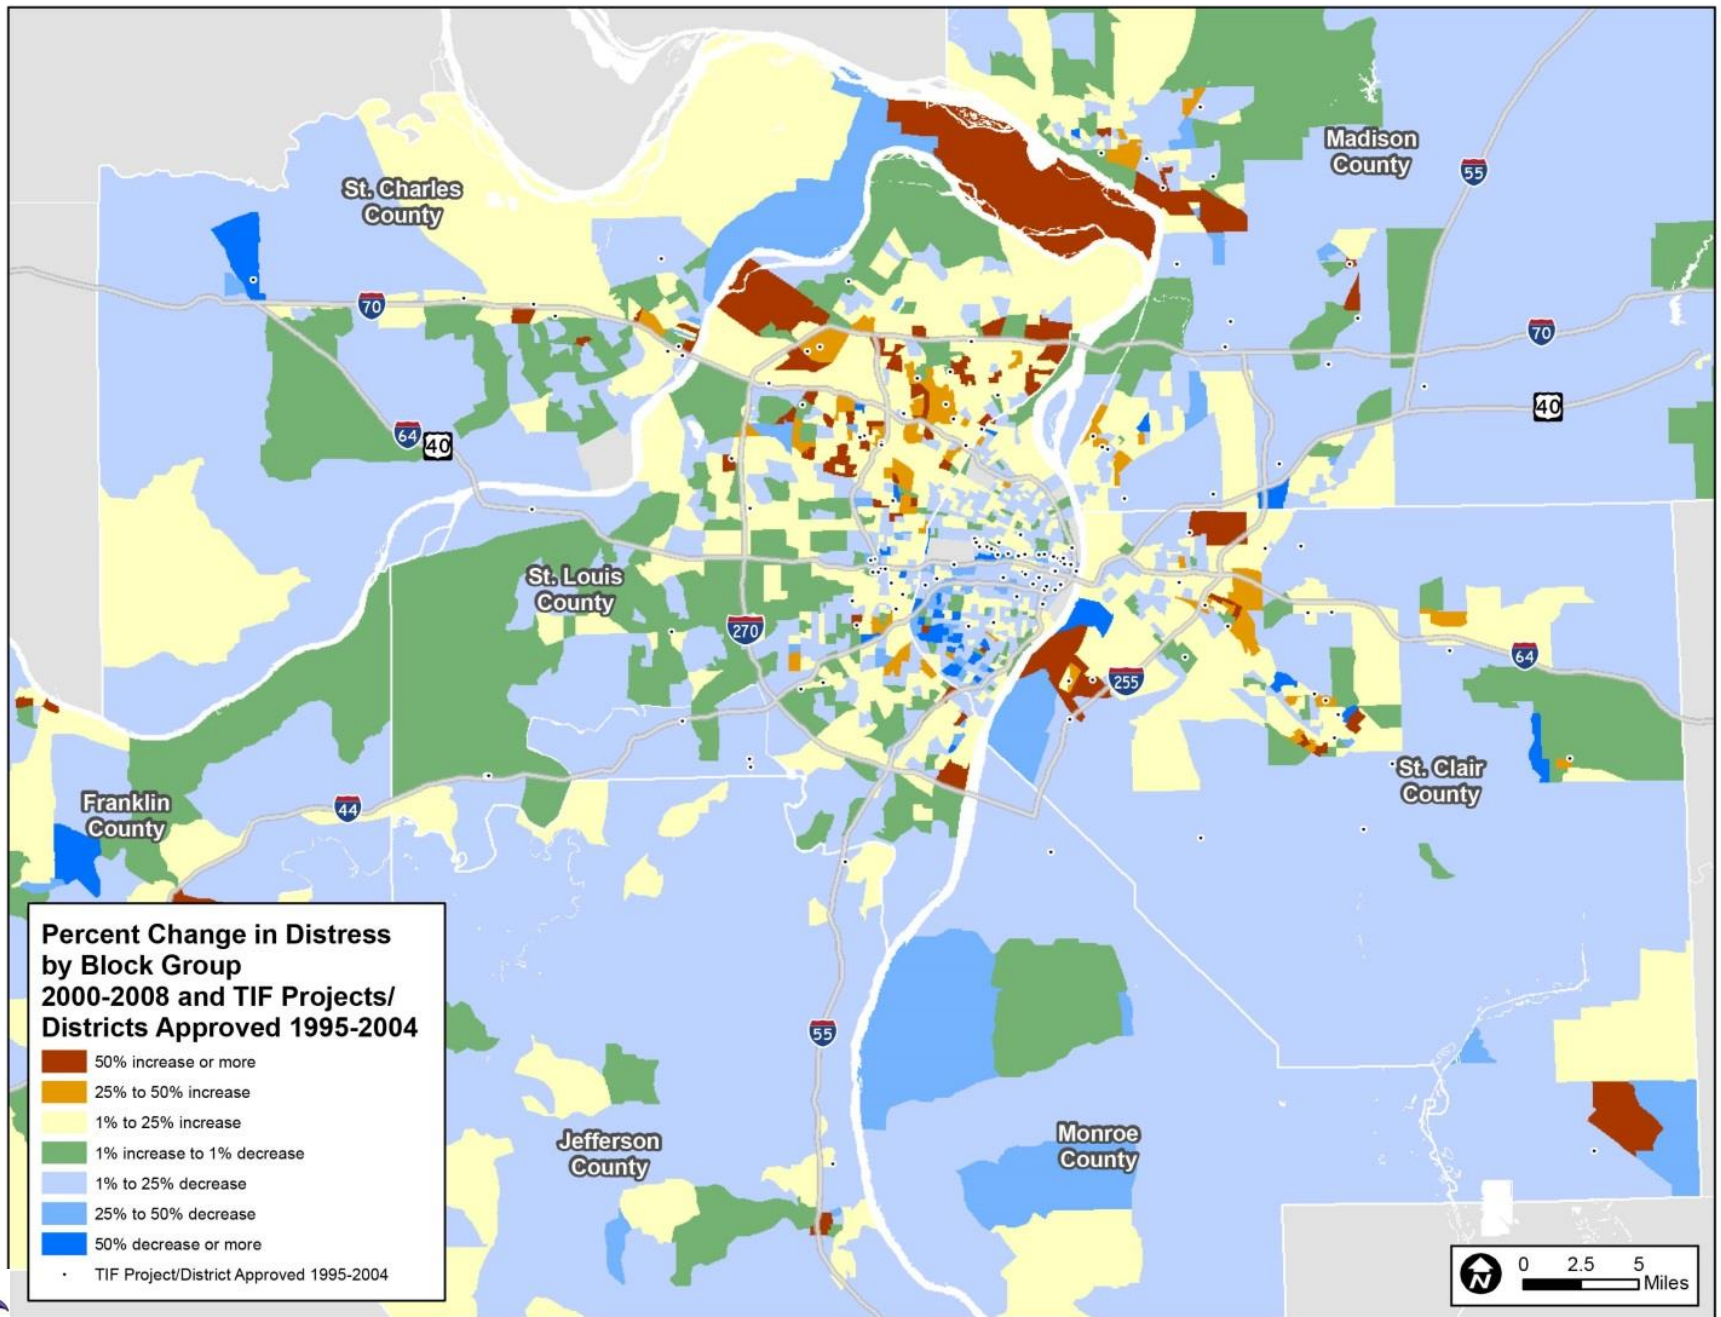 Madison
County
55
St. Charles
County
70
70
40
64
40
St. Louis
County
270
64
255
St. Clair
County
Franklin
County
44
Percent Change in Distress
by Block Group
2000-2008 and TIF Projects/
Districts Approved 1995-2004
50% increase or more
25% to 50% increase
1% to 25% increase
1% increase to 1% decrease
1% to 25% decrease
25% to 50% decrease
50% decrease or more
TIF Project/District Approved 1995-2004
55
Jefferson
County
Monroe
County
N
0 2.5 5
Miles